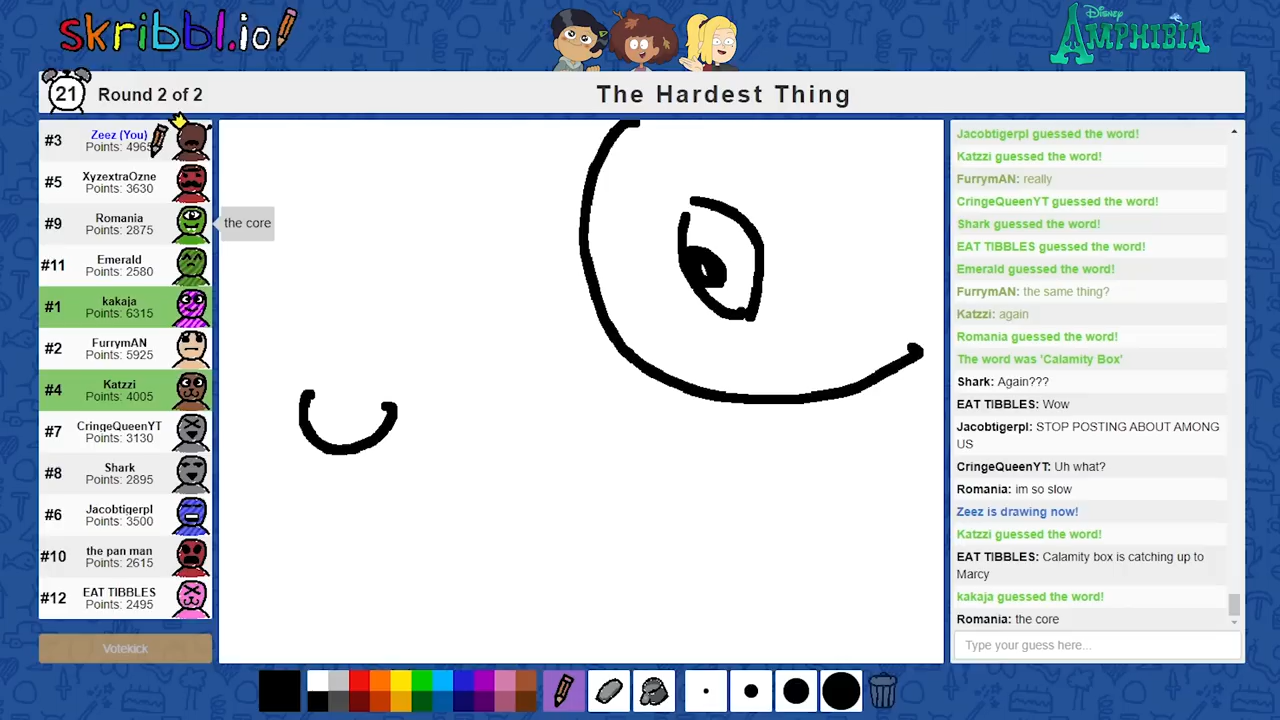 skribbl.io
DISNEY
AMPHIBIA
21
Round 2 of 2
The Hardest Thing
#3
Zeez (You)
Points: 4965
#5
XyzextraOzne
Points: 3630
#9
Romania
Points: 2875
the core
#11
Emerald
Points: 2580
#1
kakaja
Points: 6315
#2
FurrymAN
Points: 5925
#4
Katzzi
Points: 4005
#7
CringeQueenYT
Points: 3130
#8
Shark
Points: 2895
#6
Jacobtigerpl
Points: 3500
#10
the pan man
Points: 2615
#12
EAT TIBBLES
Points: 2495
Votekick
Jacobtigerpl guessed the word!
Katzzi guessed the word!
FurrymAN: really
CringeQueenYT guessed the word!
Shark guessed the word!
EAT TIBBLES guessed the word!
Emerald guessed the word!
FurrymAN: the same thing?
Katzzi: again
Romania guessed the word!
The word was 'Calamity Box'
Shark: Again???
EAT TIBBLES: Wow
Jacobtigerpl: STOP POSTING ABOUT AMONG
US
CringeQueenYT: Uh what?
Romania: im so slow
Zeez is drawing now!
Katzzi guessed the word!
EAT TIBBLES: Calamity box is catching up to
Marcy
kakaja guessed the word!
Romania: the core
Type your guess here...